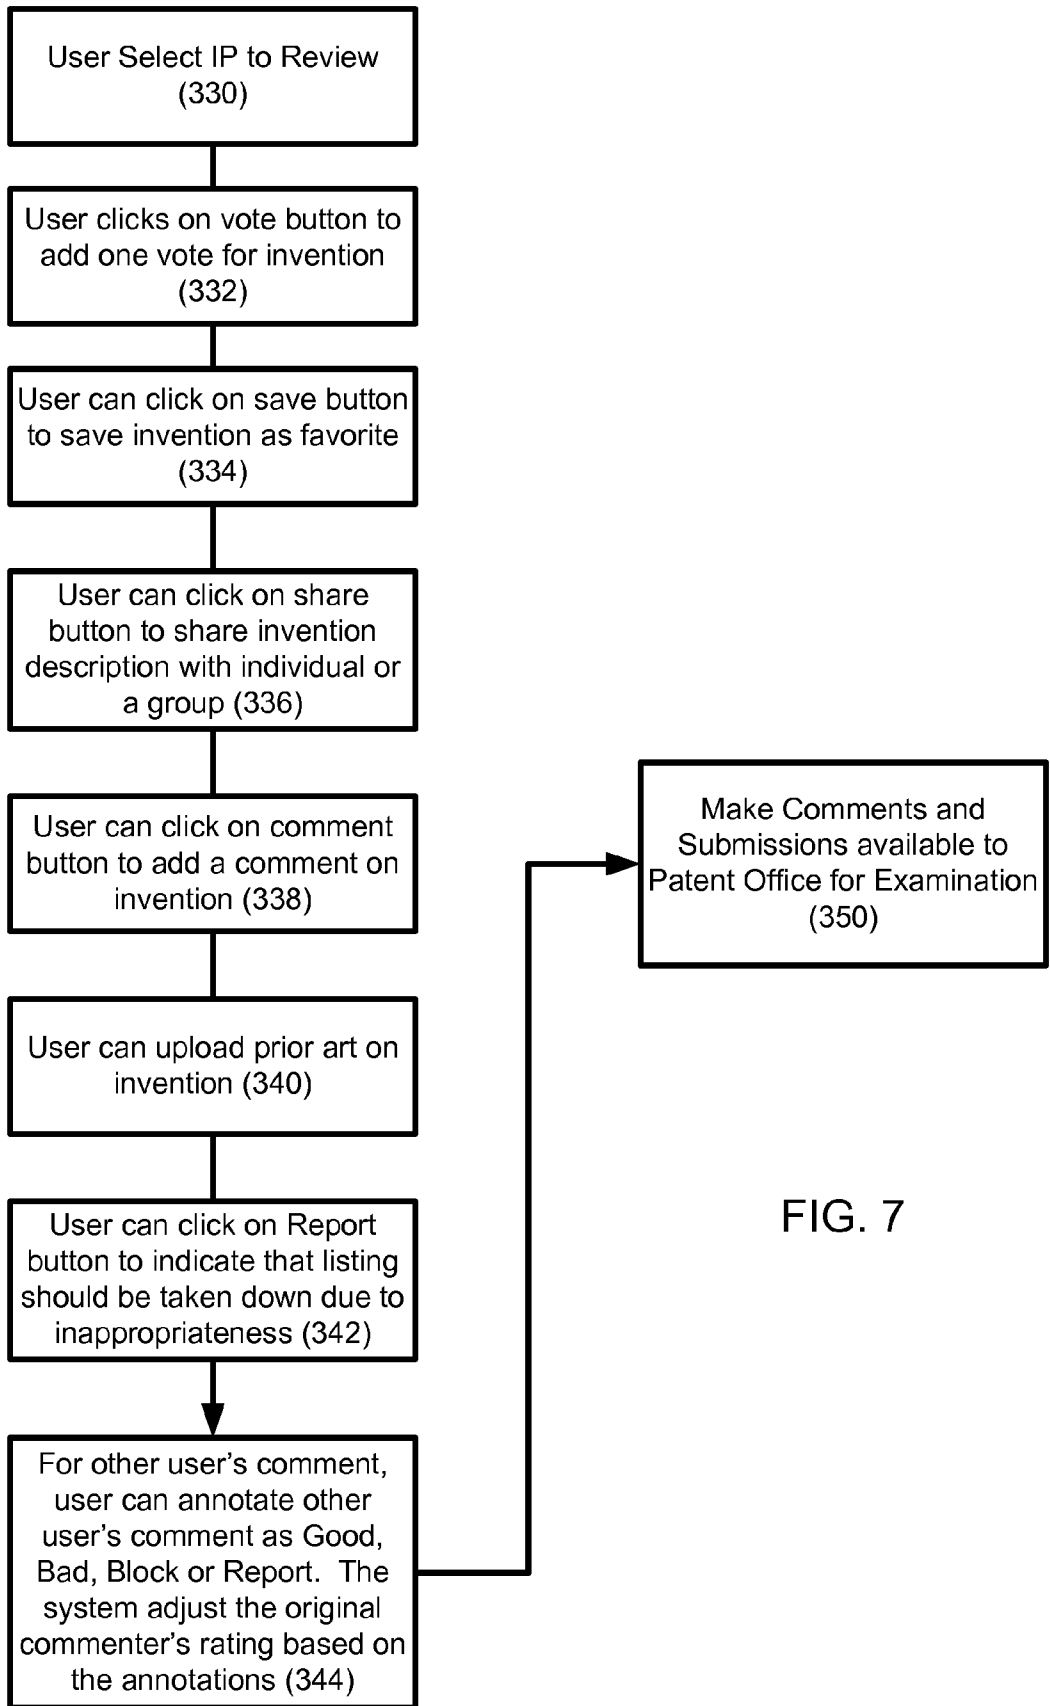 User Select IP to Review
(330)
User clicks on vote button to
add one vote for invention
(332)
User can click on save button
to save invention as favorite
(334)
User can click on share
button to share invention
description with individual or
a group (336)
User can click on comment
button to add a comment on
invention (338)
User can upload prior art on
invention (340)
User can click on Report
button to indicate that listing
should be taken down due to
inappropriateness (342)
For other user's comment,
user can annotate other
user's comment as Good,
Bad, Block or Report.  The
system adjust the original
commenter's rating based on
the annotations (344)
Make Comments and
Submissions available to
Patent Office for Examination
(350)
FIG. 7